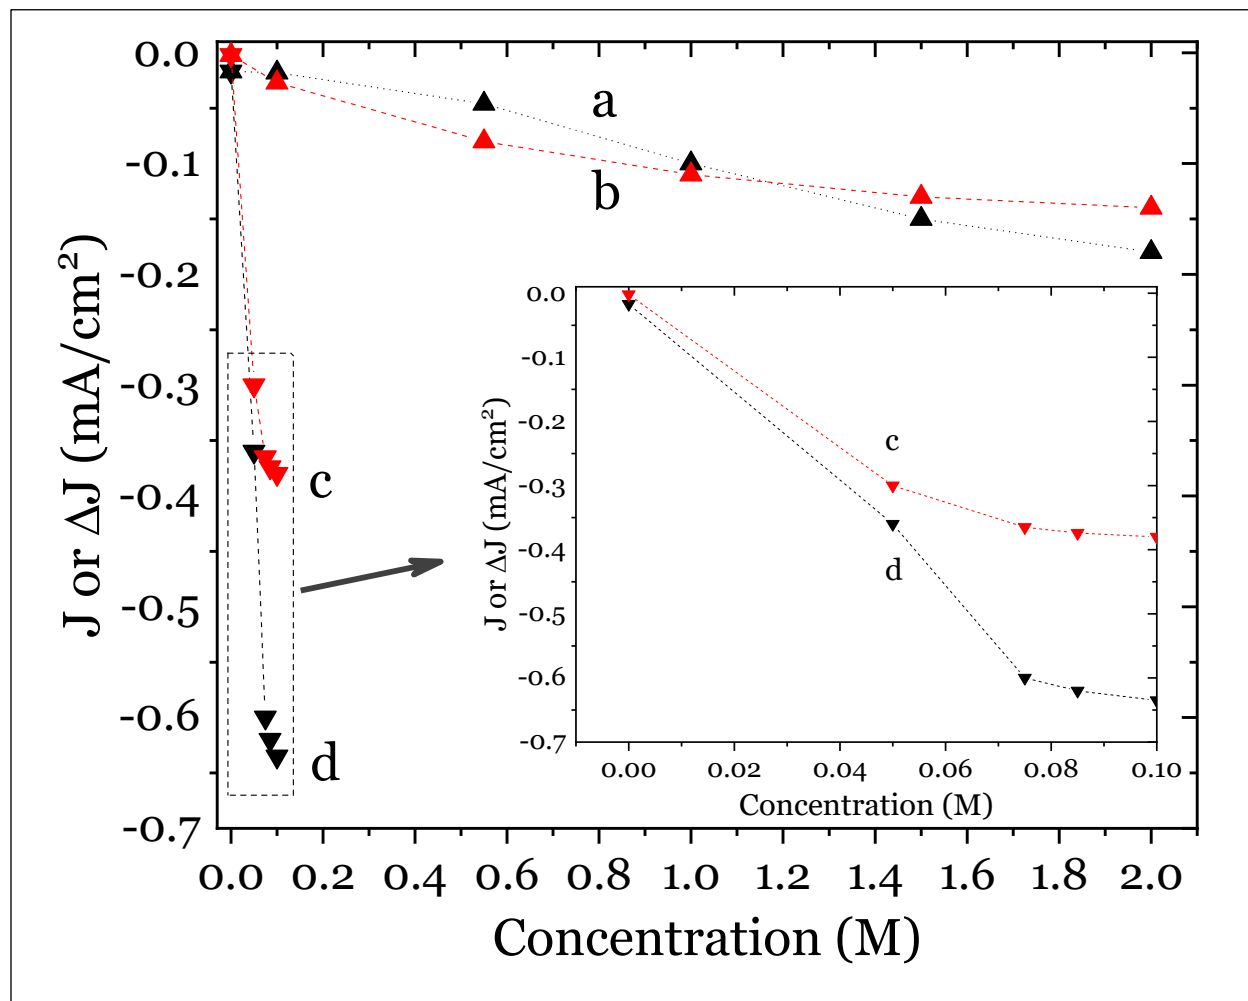 0.0
-0.1
-0.2
-0.3
-0.4
-0.5
-0.6
-0.7
J or ΔJ (mA/cm²)
0.0 0.2 0.4 0.6 0.8 1.0 1.2 1.4 1.6 1.8 2.0
Concentration (M)
a
b
c
d
0.0
-0.1
-0.2
-0.3
-0.4
-0.5
-0.6
-0.7
J or ΔJ (mA/cm²)
c
d
0.00 0.02 0.04 0.06 0.08 0.10
Concentration (M)